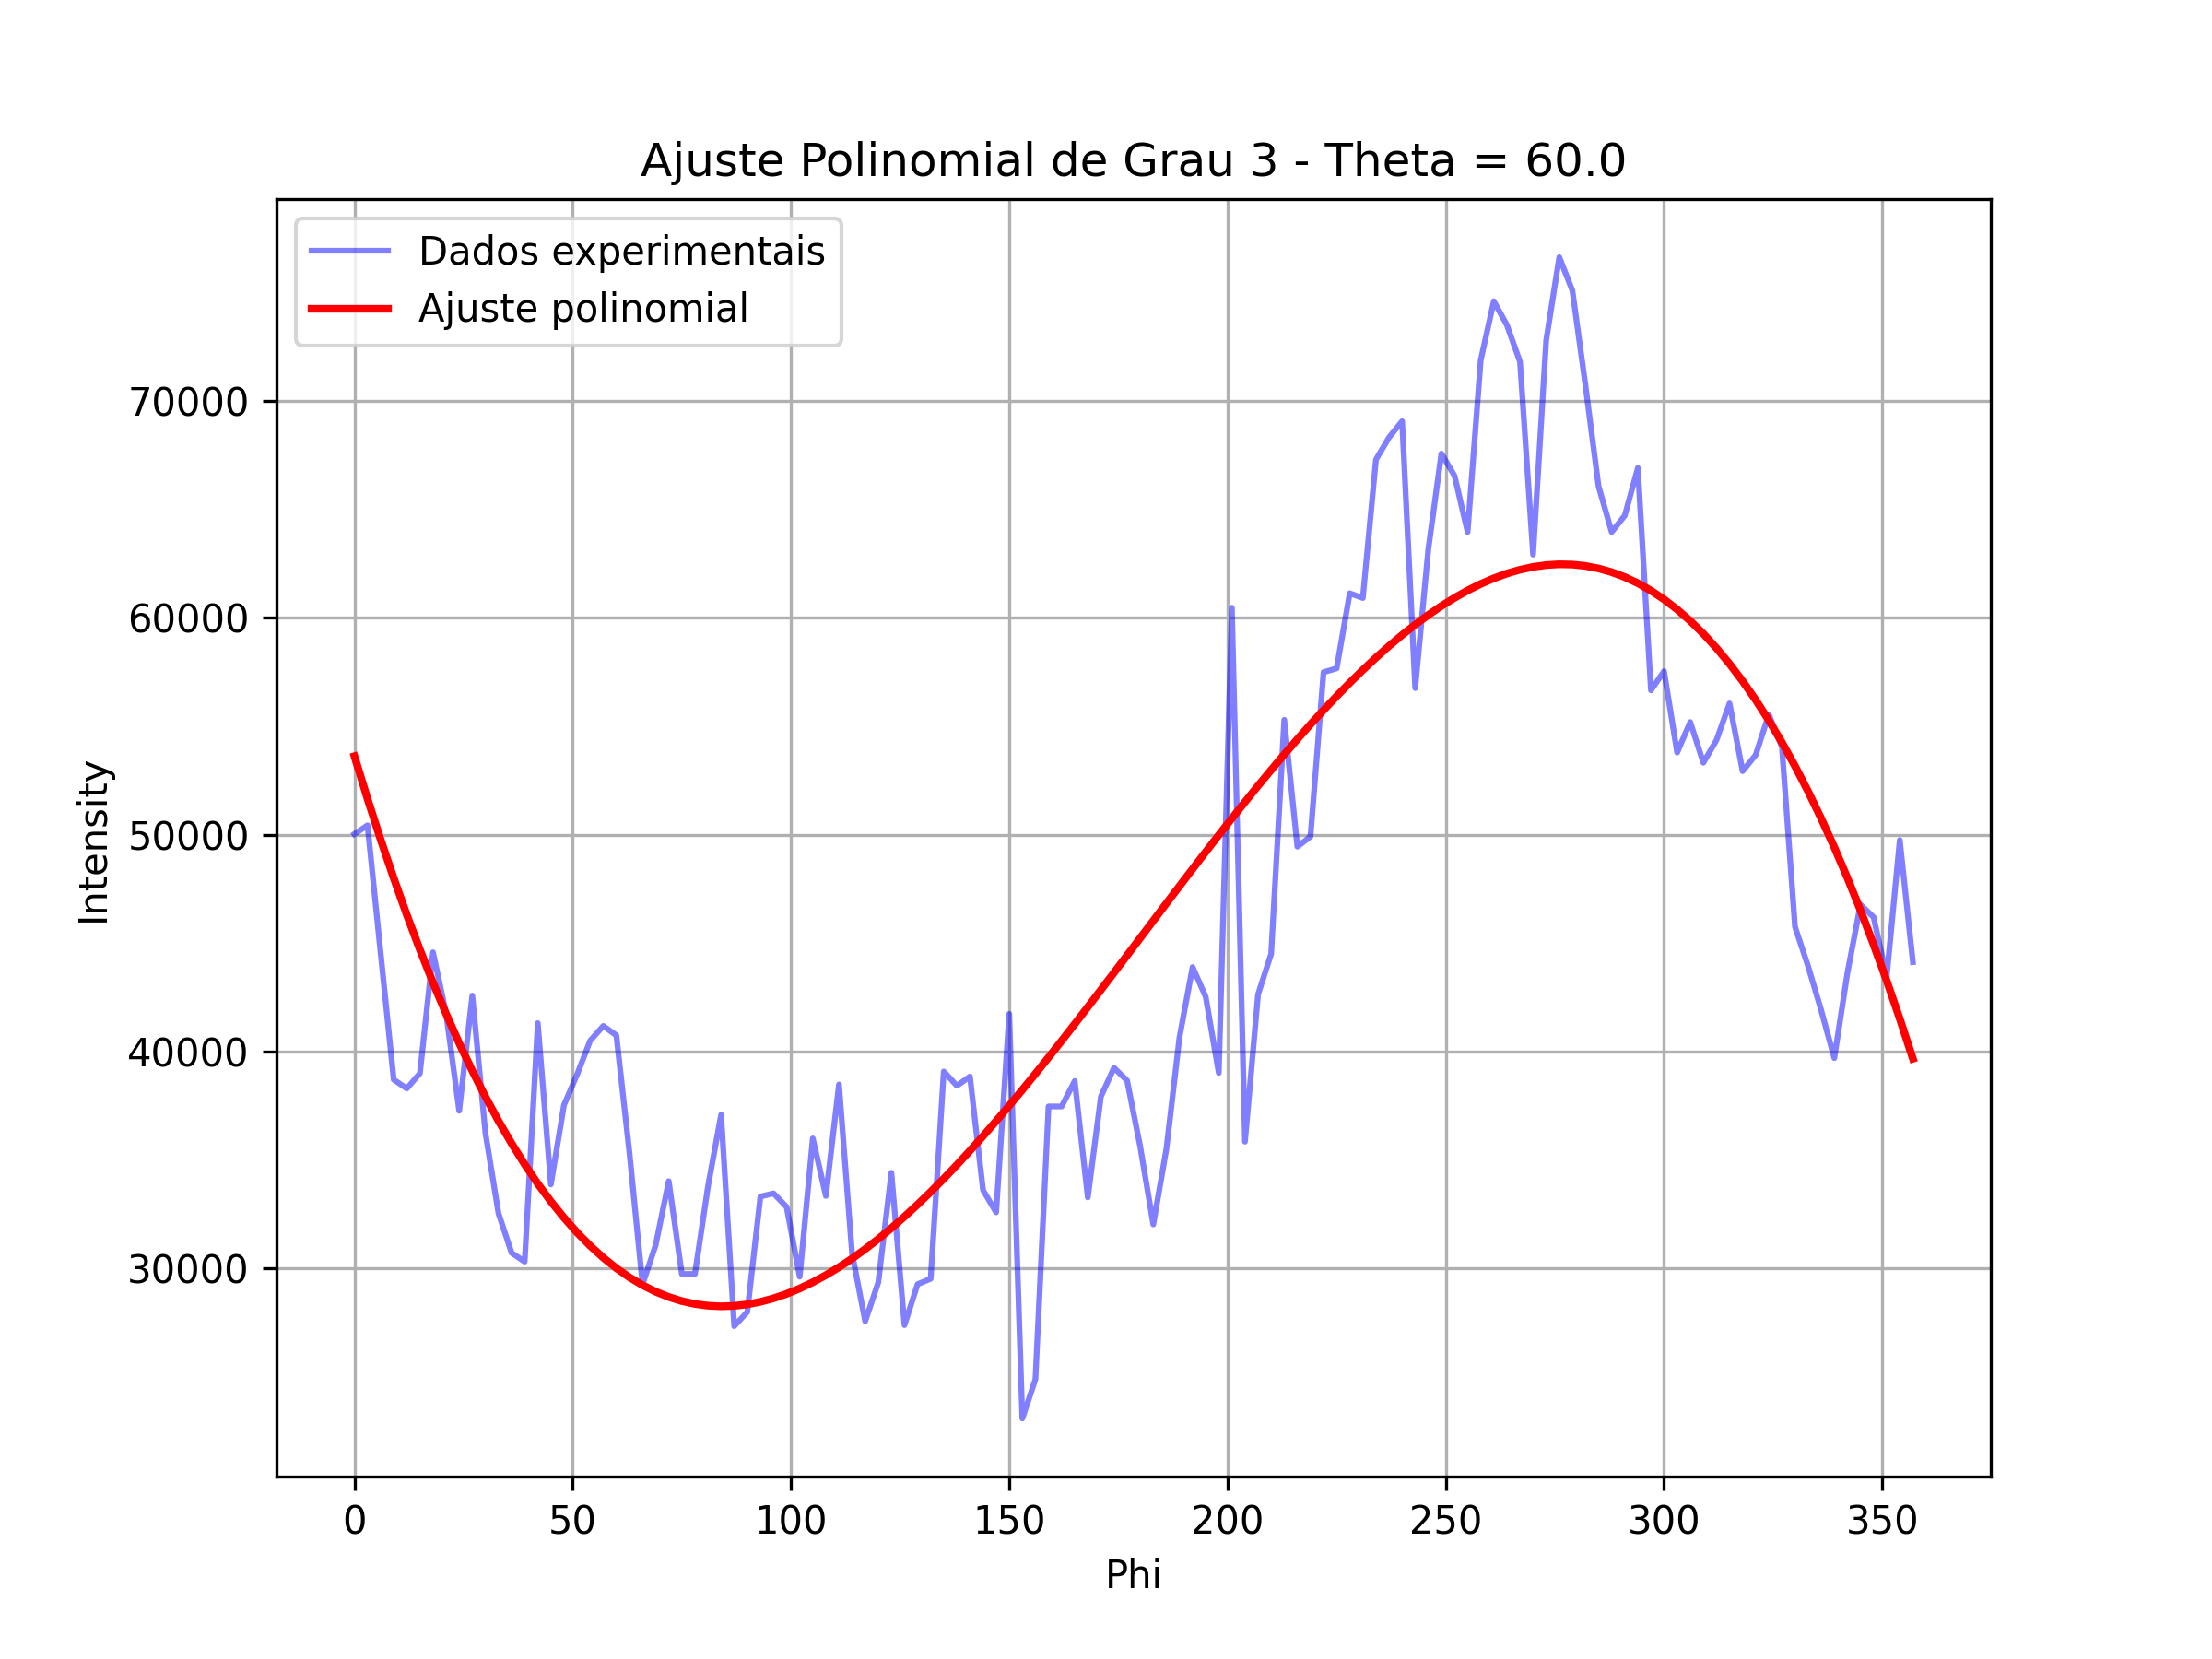 Ajuste Polinomial de Grau 3 - Theta = 60.0
Dados experimentais
Ajuste polinomial
70000
60000
50000
40000
30000
Intensity
0 50 100 150 200 250 300 350
Phi